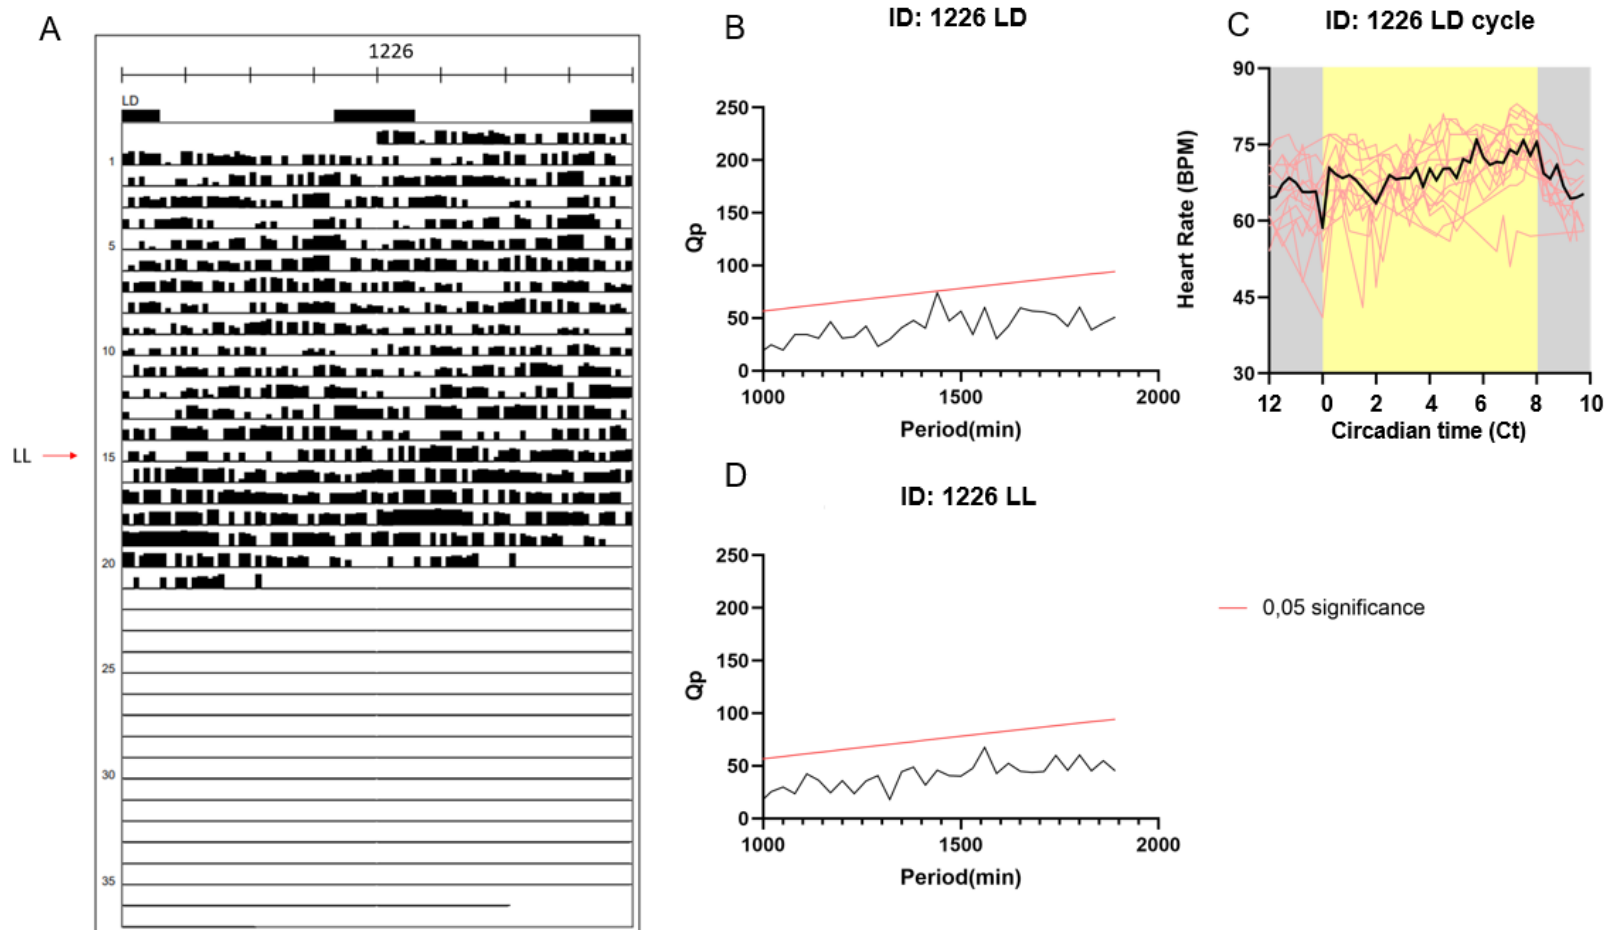 A
1226
LD
1
5
10
LL
15
20
25
30
35
B
ID: 1226 LD
250
200
150
100
50
0
Qp
1000 1500 2000
Period(min)
C
ID: 1226 LD cycle
90
75
60
45
30
Heart Rate (BPM)
12 0 2 4 6 8 10
Circadian time (Ct)
D
ID: 1226 LL
250
200
150
100
50
0
Qp
1000 1500 2000
Period(min)
0,05 significance